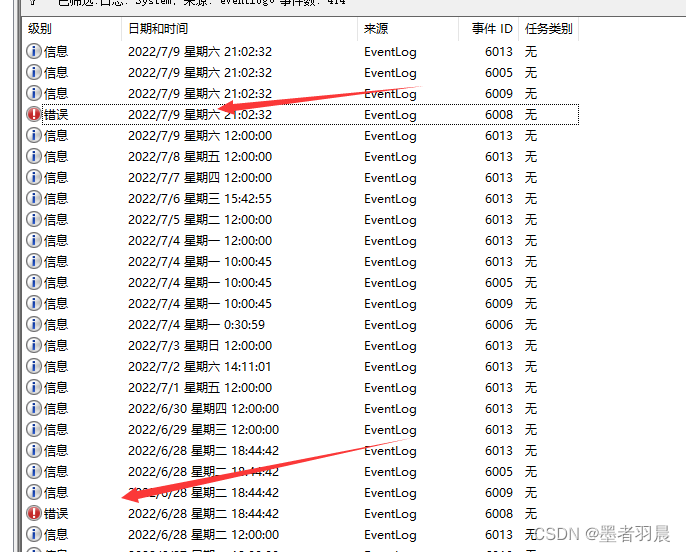 已筛选:日志: System; 来源: eventlog。事件数: 414
级别 日期和时间 来源 事件 ID 任务类别
信息 2022/7/9 星期六 21:02:32 EventLog 6013 无
信息 2022/7/9 星期六 21:02:32 EventLog 6005 无
信息 2022/7/9 星期六 21:02:32 EventLog 6009 无
错误 2022/7/9 星期六 21:02:32 EventLog 6008 无
信息 2022/7/9 星期六 12:00:00 EventLog 6013 无
信息 2022/7/8 星期五 12:00:00 EventLog 6013 无
信息 2022/7/7 星期四 12:00:00 EventLog 6013 无
信息 2022/7/6 星期三 15:42:55 EventLog 6013 无
信息 2022/7/5 星期二 12:00:00 EventLog 6013 无
信息 2022/7/4 星期一 12:00:00 EventLog 6013 无
信息 2022/7/4 星期一 10:00:45 EventLog 6013 无
信息 2022/7/4 星期一 10:00:45 EventLog 6005 无
信息 2022/7/4 星期一 10:00:45 EventLog 6009 无
信息 2022/7/4 星期一 0:30:59 EventLog 6006 无
信息 2022/7/3 星期日 12:00:00 EventLog 6013 无
信息 2022/7/2 星期六 14:11:01 EventLog 6013 无
信息 2022/7/1 星期五 12:00:00 EventLog 6013 无
信息 2022/6/30 星期四 12:00:00 EventLog 6013 无
信息 2022/6/29 星期三 12:00:00 EventLog 6013 无
信息 2022/6/28 星期二 18:44:42 EventLog 6013 无
信息 2022/6/28 星期二 18:44:42 EventLog 6005 无
信息 2022/6/28 星期二 18:44:42 EventLog 6009 无
错误 2022/6/28 星期二 18:44:42 EventLog 6008 无
信息 2022/6/28 星期二 12:00:00 EventLog 6013 无
CSDN @墨者羽晨